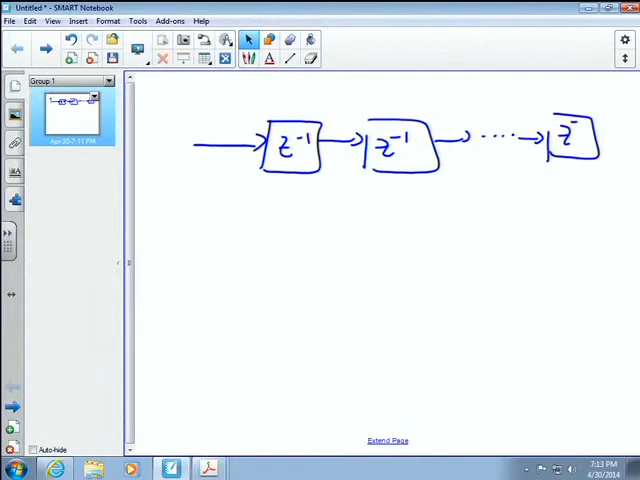 Untitled * - SMART Notebook
File Edit View Insert Format Tools Add-ons Help
Group 1
Apr 30-7:11 PM
z⁻¹ z⁻¹ ···· z⁻
Extend Page
Auto-hide
7:13 PM
4/30/2014